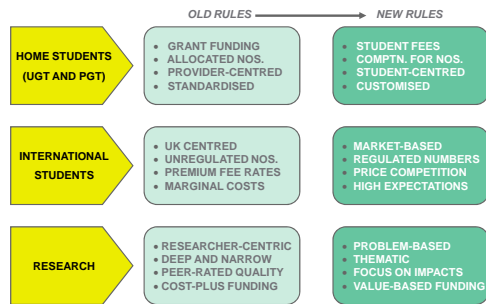 OLD RULES
NEW RULES
HOME STUDENTS
(UGT AND PGT)
• GRANT FUNDING
• ALLOCATED NOS.
• PROVIDER-CENTRED
• STANDARDISED
• STUDENT FEES
• COMPTN. FOR NOS.
• STUDENT-CENTRED
• CUSTOMISED
INTERNATIONAL
STUDENTS
• UK CENTRED
• UNREGULATED NOS.
• PREMIUM FEE RATES
• MARGINAL COSTS
• MARKET-BASED
• REGULATED NUMBERS
• PRICE COMPETITION
• HIGH EXPECTATIONS
RESEARCH
• RESEARCHER-CENTRIC
• DEEP AND NARROW
• PEER-RATED QUALITY
• COST-PLUS FUNDING
• PROBLEM-BASED
• THEMATIC
• FOCUS ON IMPACTS
• VALUE-BASED FUNDING